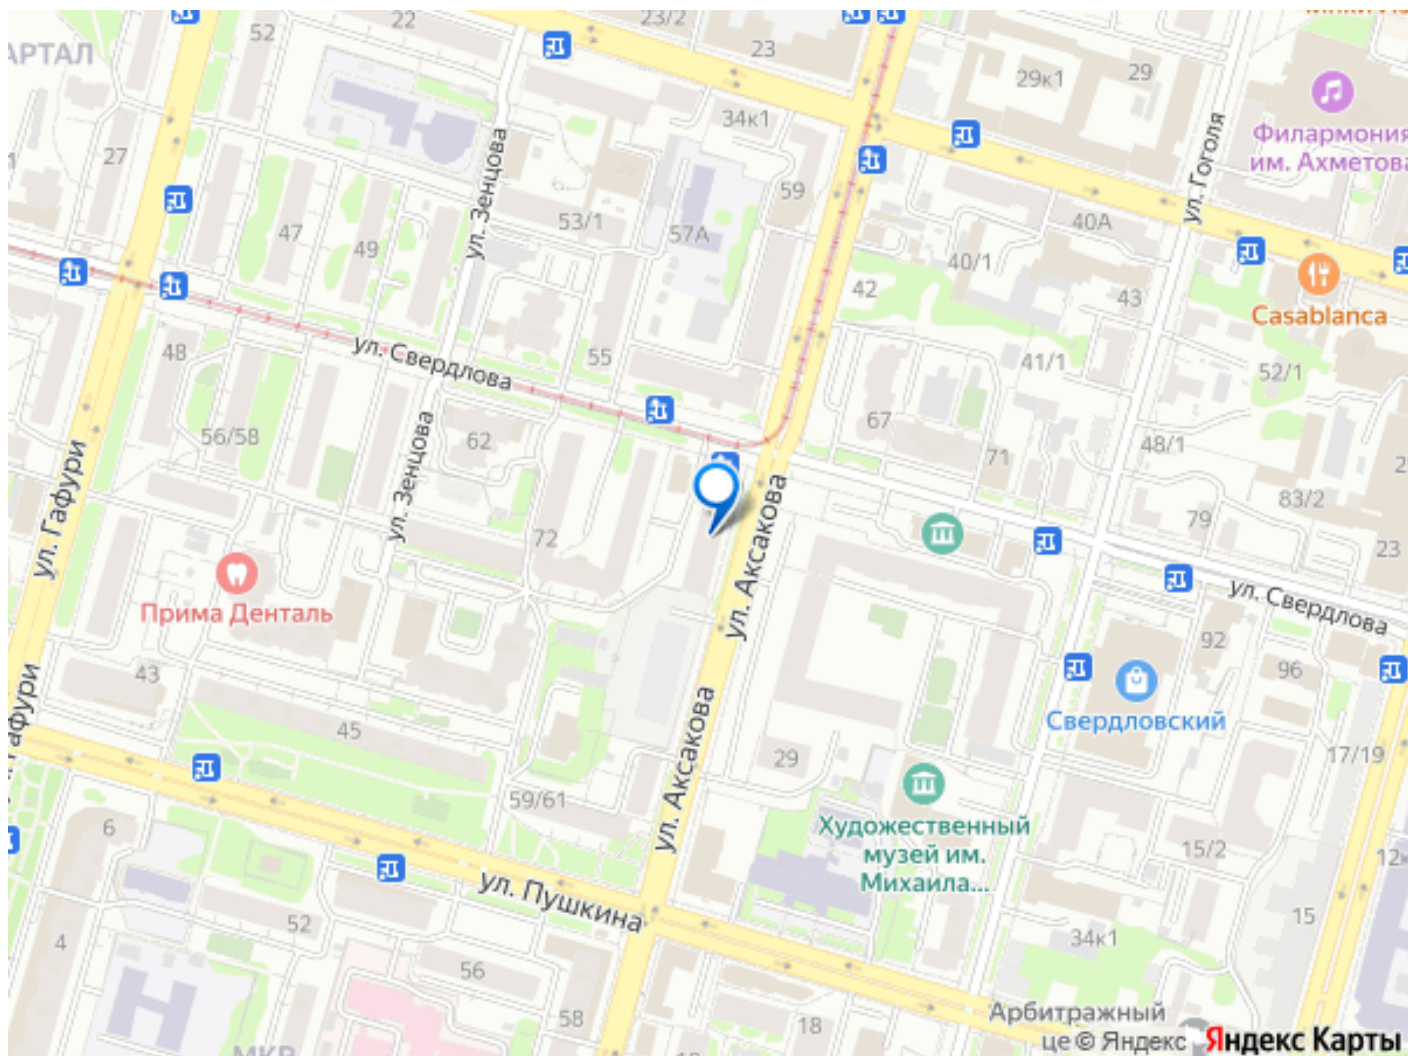 22
23/2
52
23
АРТАЛ
29к1
29
34к1
Филармония
им. Ахметова
27
ул. Зенцова
59
ул. Гоголя
53/1
47
49
57А
40А
40/1
42
43
Casablanca
ул. Свердлова
48
55
41/1
52/1
67
56/58
62
ул. Зенцова
71
48/1
ул. Гафури
83/2
72
79
23
ул. Аксакова
Прима Денталь
ул. Свердлова
92
96
43
Свердловский
45
ул. Аксакова
29
17/19
59/61
6
Художественный
музей им.
Михаила...
15/2
ул. Пушкина
52
15
34к1
4
56
58
18
Арбитражный
це © Яндекс
Яндекс Карты